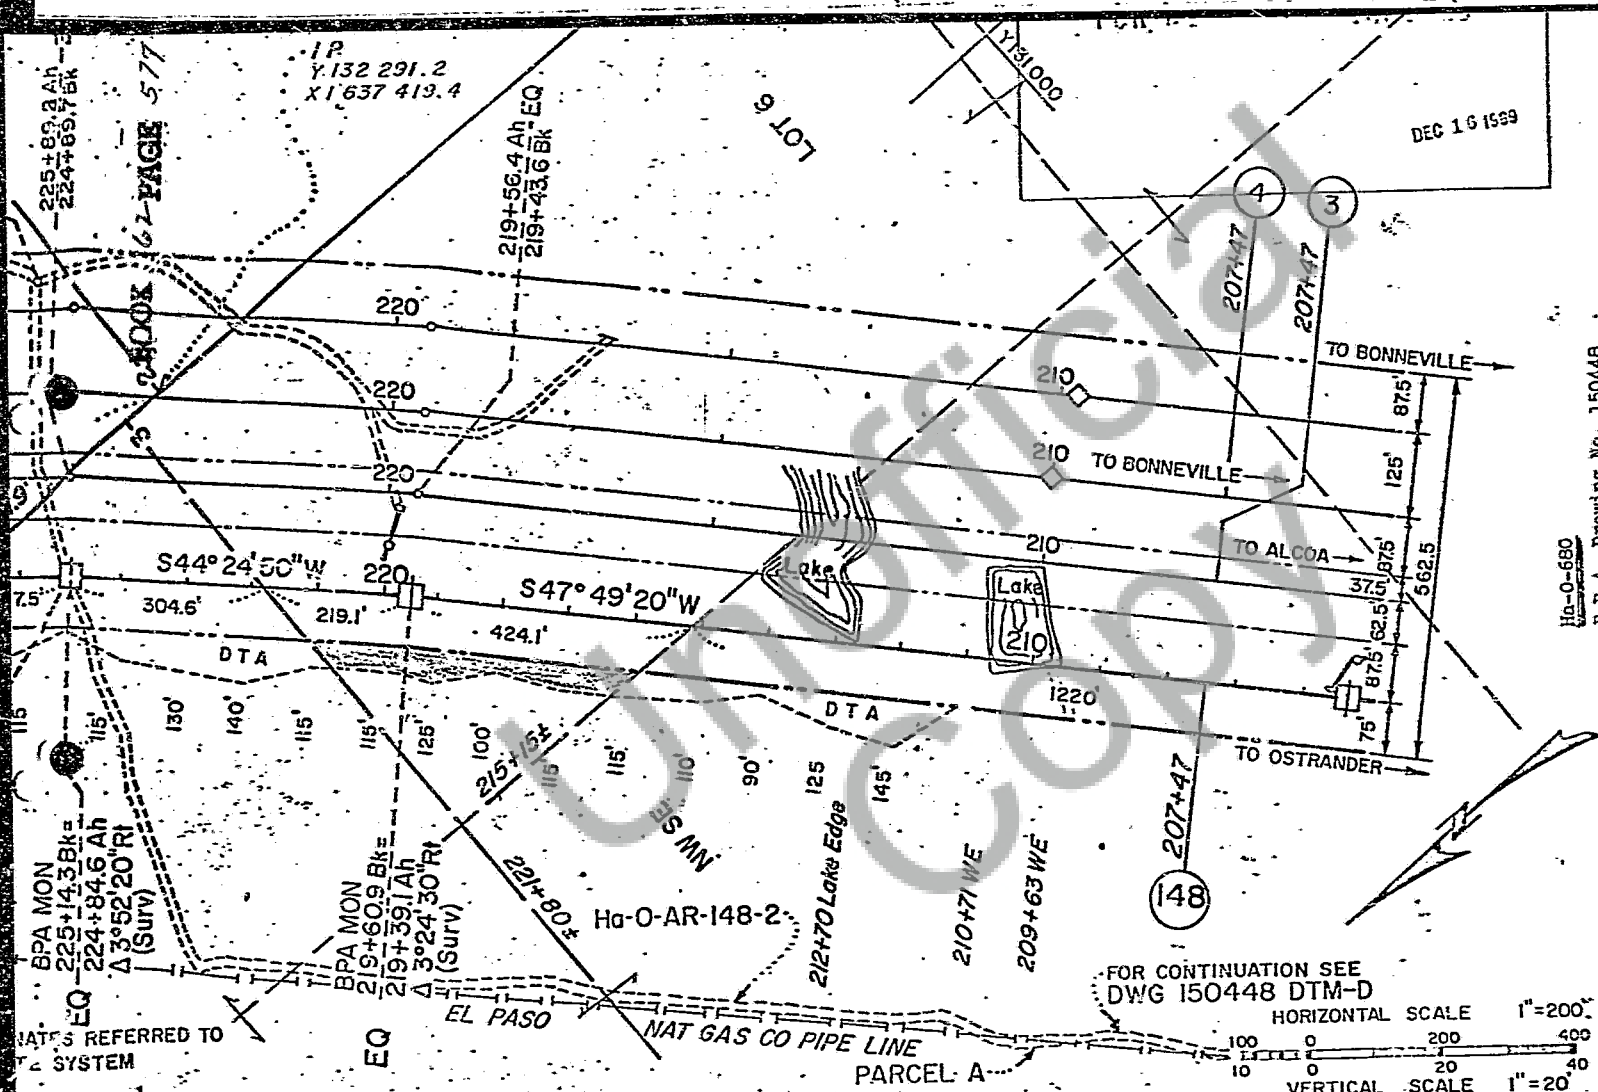 I P.
Y 132 291.2
X 1 637 419.4
225+89.2 Ah
224+89.7 Bk
BOOK 62 PAGE 577
219+56.4 Ah
219+43.6 Bk EQ
LOT 6
Y131000
DEC 16 1989
4
3
207+47
207+47
220
220
220
220
210
210
210
210
TO BONNEVILLE
TO BONNEVILLE
TO ALCOA
TO OSTRANDER
87.5'
125'
87.5'
37.5'
62.5'
87.5'
75'
562.5
Ha-O-680
3
Lake
Lake
S44°24'50"W
S47°49'20"W
7.5'
304.6'
219.1'
424.1'
1220'
DTA
DTA
115
115'
130'
140'
115'
115'
125'
100'
115'
115'
110'
90'
125
145'
215+15±
221+80±
NW
SW
212+70 Lake Edge
210+71 WE
209+63 WE
207+47
148
BPA MON
225+14.3 Bk=
224+84.6 Ah
Δ 3°52'20"Rt
(Surv)
EQ
BPA MON
219+60.9 Bk=
219+39.1 Ah
Δ 3°24'30"Rt
(Surv)
EQ
Ha-O-AR-148-2
EL PASO
NAT GAS CO PIPE LINE
PARCEL A
FOR CONTINUATION SEE
DWG 150448 DTM-D
HORIZONTAL SCALE 1"=200'
100 0 200 400
10 0 20 40
VERTICAL SCALE 1"=20'
REFERRED TO
SYSTEM
Unofficial
Copy